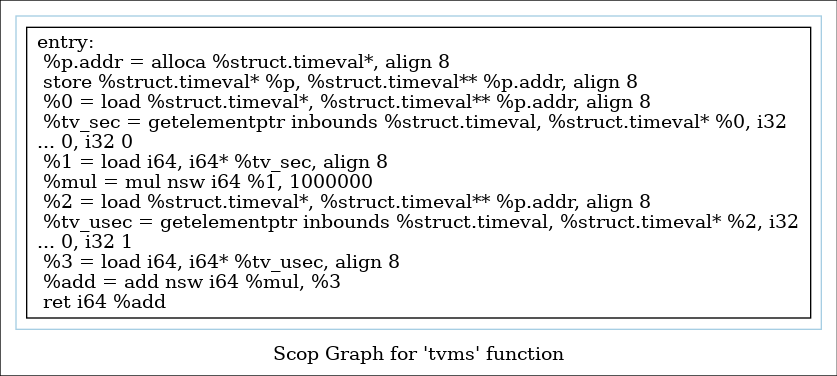 entry:
%p.addr = alloca %struct.timeval*, align 8
store %struct.timeval* %p, %struct.timeval** %p.addr, align 8
%0 = load %struct.timeval*, %struct.timeval** %p.addr, align 8
%tv_sec = getelementptr inbounds %struct.timeval, %struct.timeval* %0, i32
... 0, i32 0
%1 = load i64, i64* %tv_sec, align 8
%mul = mul nsw i64 %1, 1000000
%2 = load %struct.timeval*, %struct.timeval** %p.addr, align 8
%tv_usec = getelementptr inbounds %struct.timeval, %struct.timeval* %2, i32
... 0, i32 1
%3 = load i64, i64* %tv_usec, align 8
%add = add nsw i64 %mul, %3
ret i64 %add
Scop Graph for 'tvms' function